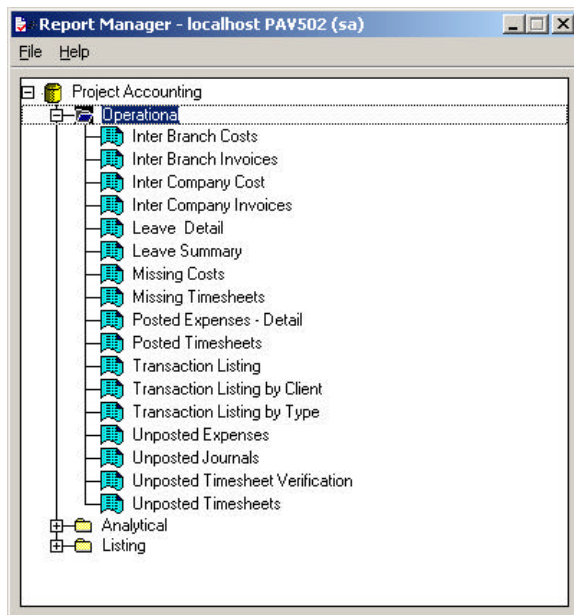 Report Manager - localhost PAV502 (sa)
File Help
Project Accounting
Operational
Inter Branch Costs
Inter Branch Invoices
Inter Company Cost
Inter Company Invoices
Leave Detail
Leave Summary
Missing Costs
Missing Timesheets
Posted Expenses - Detail
Posted Timesheets
Transaction Listing
Transaction Listing by Client
Transaction Listing by Type
Unposted Expenses
Unposted Journals
Unposted Timesheet Verification
Unposted Timesheets
Analytical
Listing